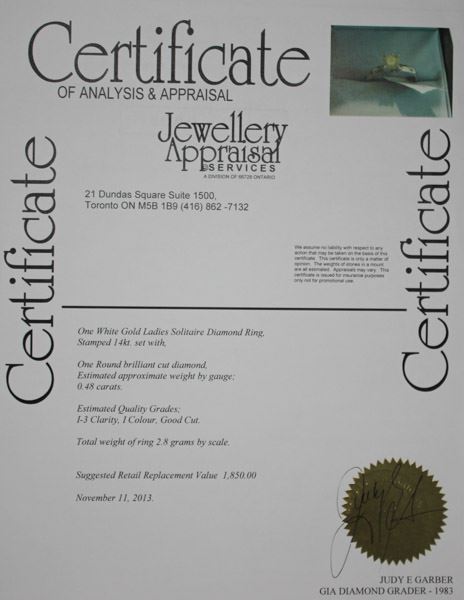 Certificate
OF ANALYSIS & APPRAISAL
Jewellery
Appraisal
SERVICES
A DIVISION OF 66728 ONTARIO
21 Dundas Square Suite 1500,
Toronto ON M5B 1B9 (416) 862 -7132
Certificate
Certificate
We assume no liability with respect to any
action that may be taken on the basis of this
certificate. This certificate is only a matter of
opinion. The weights of stones in a mount
are all estimated. Appraisals may vary. This
certificate is issued for insurance purposes
only not for promotional use.
One White Gold Ladies Solitaire Diamond Ring,
Stamped 14kt. set with,
One Round brilliant cut diamond,
Estimated approximate weight by gauge;
0.48 carats.
Estimated Quality Grades;
I-3 Clarity, I Colour, Good Cut.
Total weight of ring 2.8 grams by scale.
Suggested Retail Replacement Value 1,850.00
November 11, 2013.
JUDY E GARBER
GIA DIAMOND GRADER - 1983